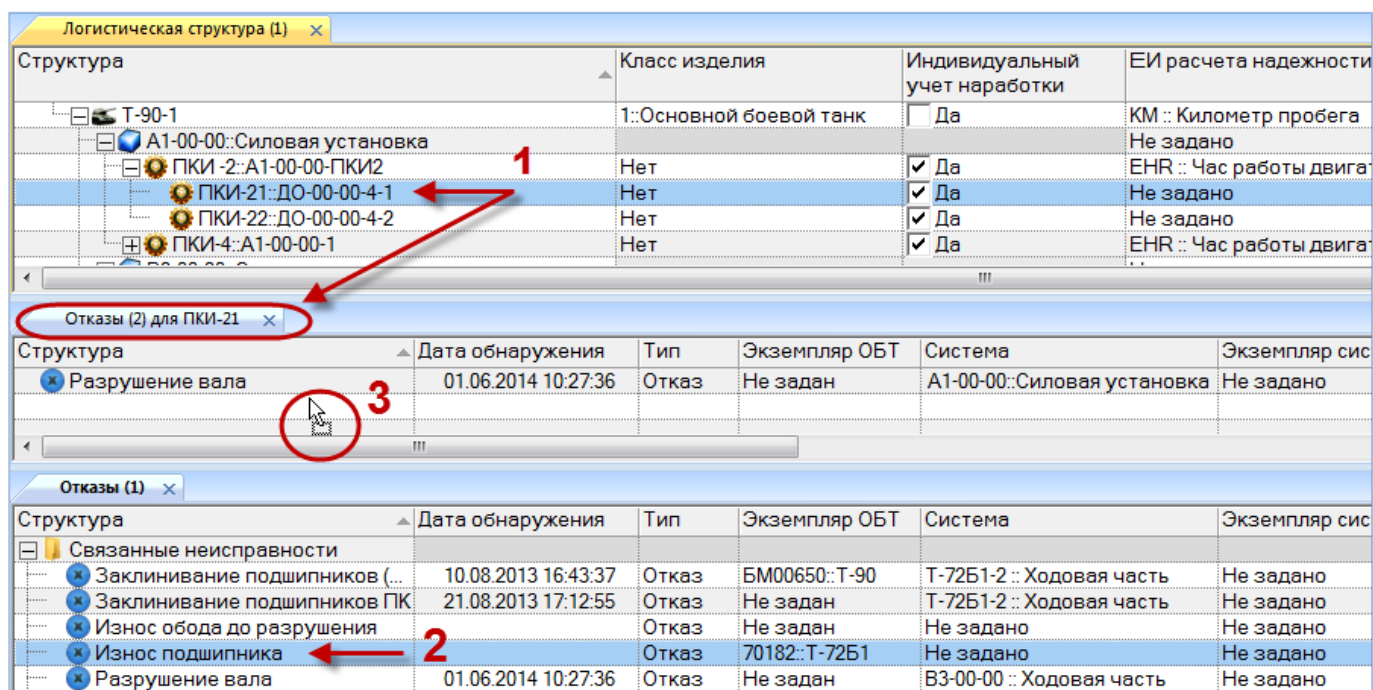 Логистическая структура (1)
Структура Класс изделия Индивидуальный учет наработки ЕИ расчета надежности
Т-90-1 1::Основной боевой танк Да КМ :: Километр пробега
А1-00-00::Силовая установка Не задано
ПКИ -2::А1-00-00-ПКИ2 Нет Да EHR :: Час работы двигат
1
ПКИ-21::ДО-00-00-4-1 Нет Да Не задано
ПКИ-22::ДО-00-00-4-2 Нет Да Не задано
ПКИ-4::А1-00-00-1 Нет Да EHR :: Час работы двигат
Отказы (2) для ПКИ-21
Структура Дата обнаружения Тип Экземпляр ОБТ Система Экземпляр сис
Разрушение вала 01.06.2014 10:27:36 Отказ Не задан А1-00-00::Силовая установка Не задано
3
Отказы (1)
Структура Дата обнаружения Тип Экземпляр ОБТ Система Экземпляр сис
Связанные неисправности
Заклинивание подшипников (... 10.08.2013 16:43:37 Отказ БМ00650::Т-90 Т-72Б1-2 :: Ходовая часть Не задано
Заклинивание подшипников ПК 21.08.2013 17:12:55 Отказ Не задан Т-72Б1-2 :: Ходовая часть Не задано
Износ обода до разрушения Отказ Не задан Не задано Не задано
Износ подшипника 2 Отказ 70182::Т-72Б1 Не задано Не задано
Разрушение вала 01.06.2014 10:27:36 Отказ Не задан В3-00-00 :: Ходовая часть Не задано